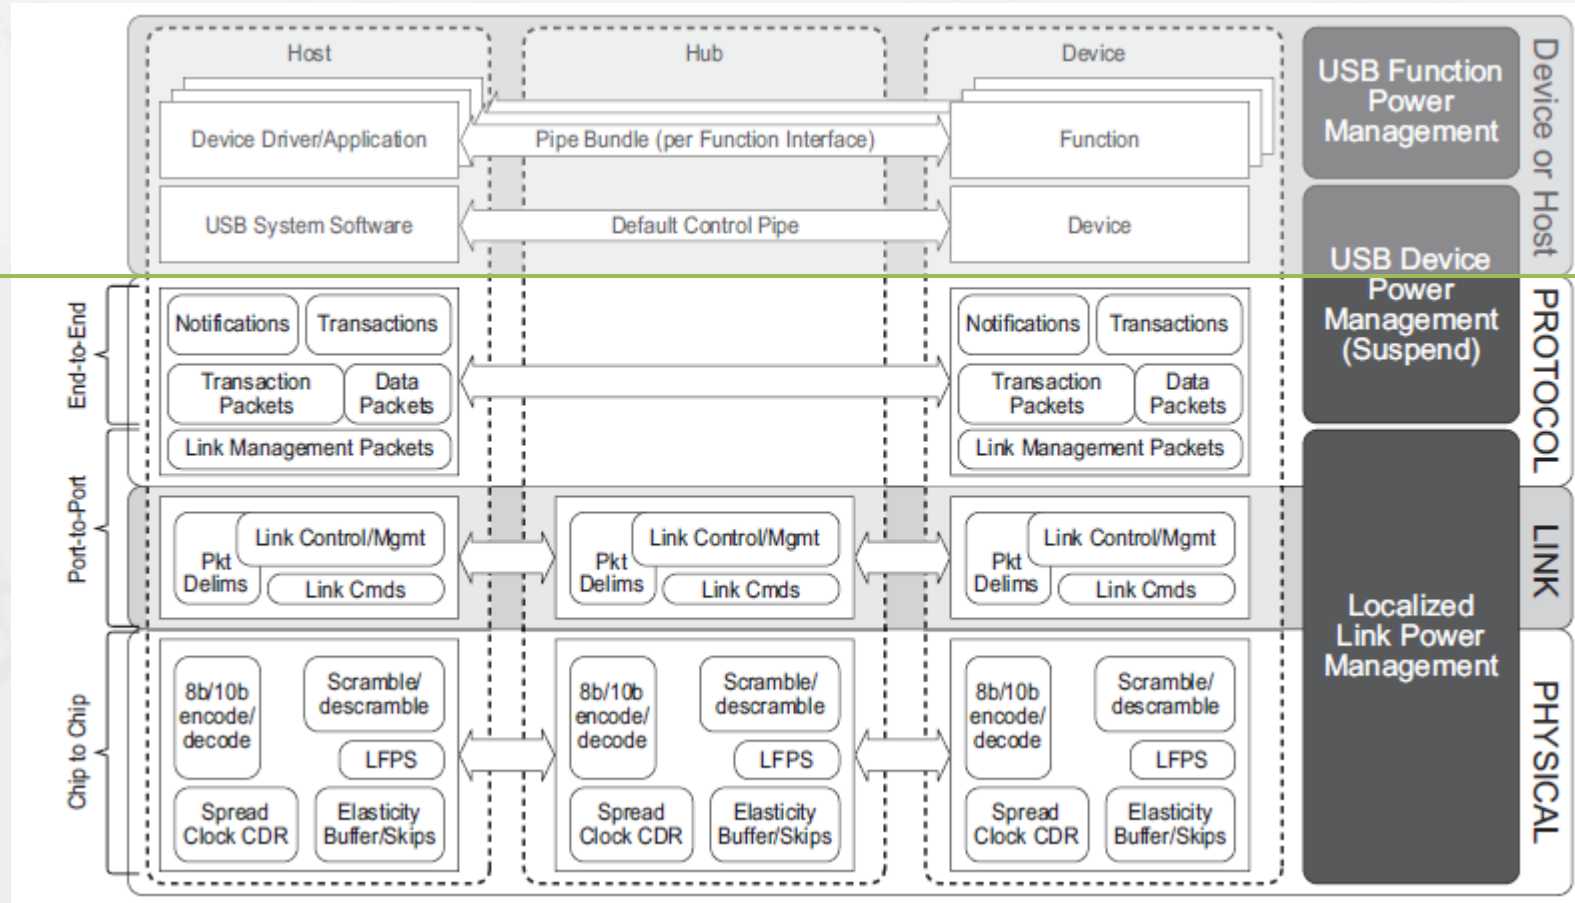 Host
Hub
Device
Device Driver/Application
Pipe Bundle (per Function Interface)
Function
USB System Software
Default Control Pipe
Device
USB Function
Power
Management
Device or Host
USB Device
Power
Management
(Suspend)
End-to-End
Notifications
Transactions
Transaction
Packets
Data
Packets
Link Management Packets
Notifications
Transactions
Transaction
Packets
Data
Packets
Link Management Packets
PROTOCOL
Port-to-Port
Pkt
Delims
Link Control/Mgmt
Link Cmds
Pkt
Delims
Link Control/Mgmt
Link Cmds
Pkt
Delims
Link Control/Mgmt
Link Cmds
LINK
Localized
Link Power
Management
Chip to Chip
8b/10b
encode/
decode
Scramble/
descramble
LFPS
Spread
Clock CDR
Elasticity
Buffer/Skips
8b/10b
encode/
decode
Scramble/
descramble
LFPS
Spread
Clock CDR
Elasticity
Buffer/Skips
8b/10b
encode/
decode
Scramble/
descramble
LFPS
Spread
Clock CDR
Elasticity
Buffer/Skips
PHYSICAL